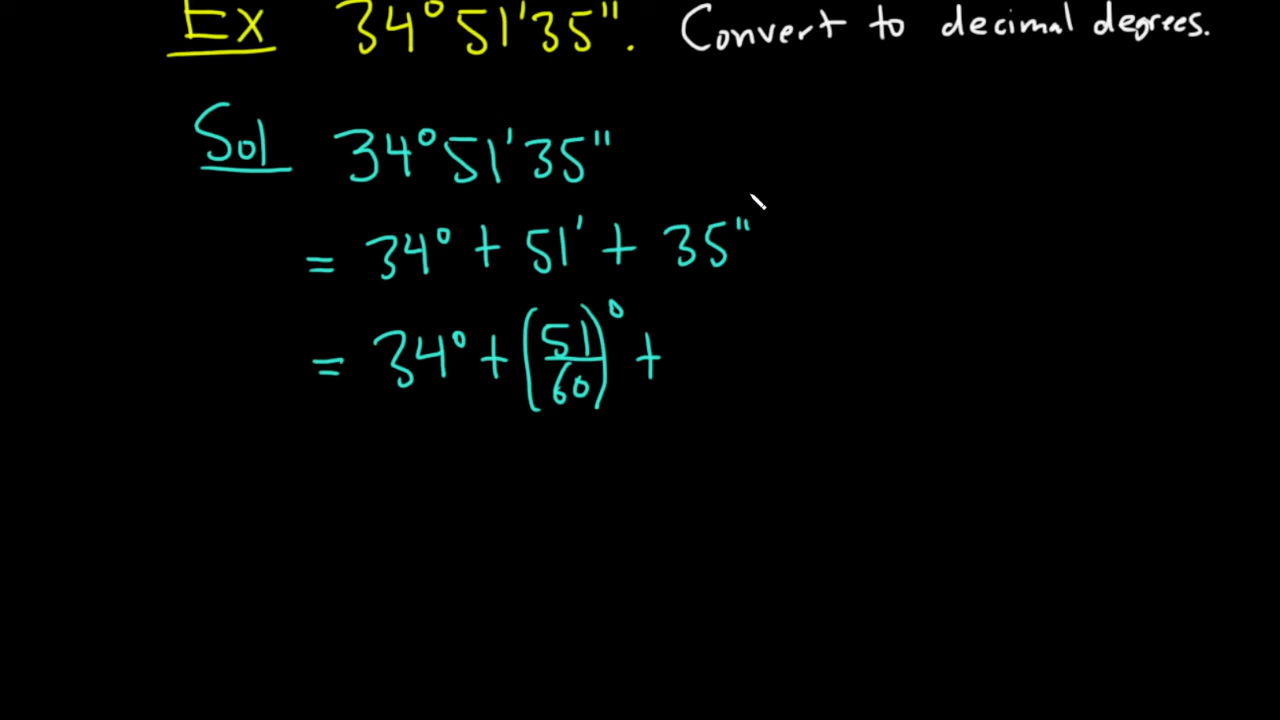 Ex 34°51'35". Convert to decimal degrees.
Sol 34°51'35"
= 34° + 51' + 35"
= 34° + (51/60)° +